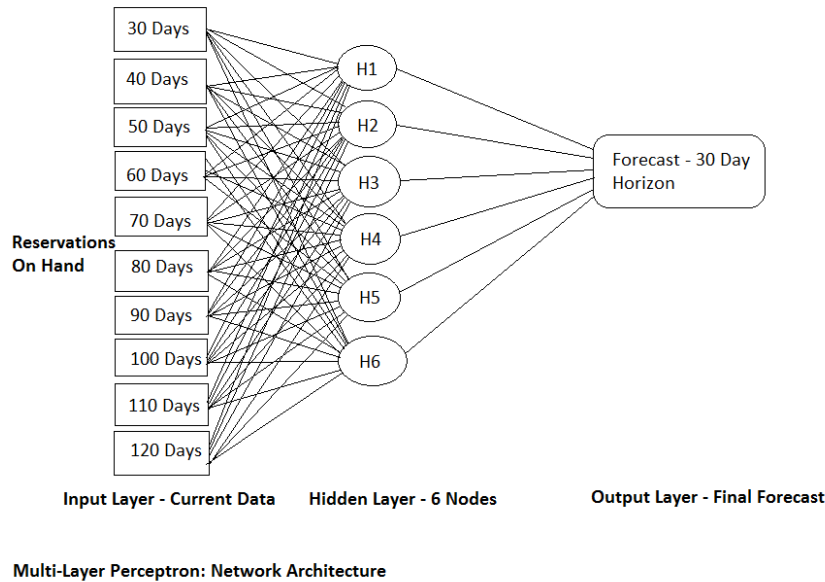 30 Days
40 Days
50 Days
60 Days
70 Days
80 Days
90 Days
100 Days
110 Days
120 Days
Reservations
On Hand
H1
H2
H3
H4
H5
H6
Forecast - 30 Day
Horizon
Input Layer - Current Data
Hidden Layer - 6 Nodes
Output Layer - Final Forecast
Multi-Layer Perceptron: Network Architecture